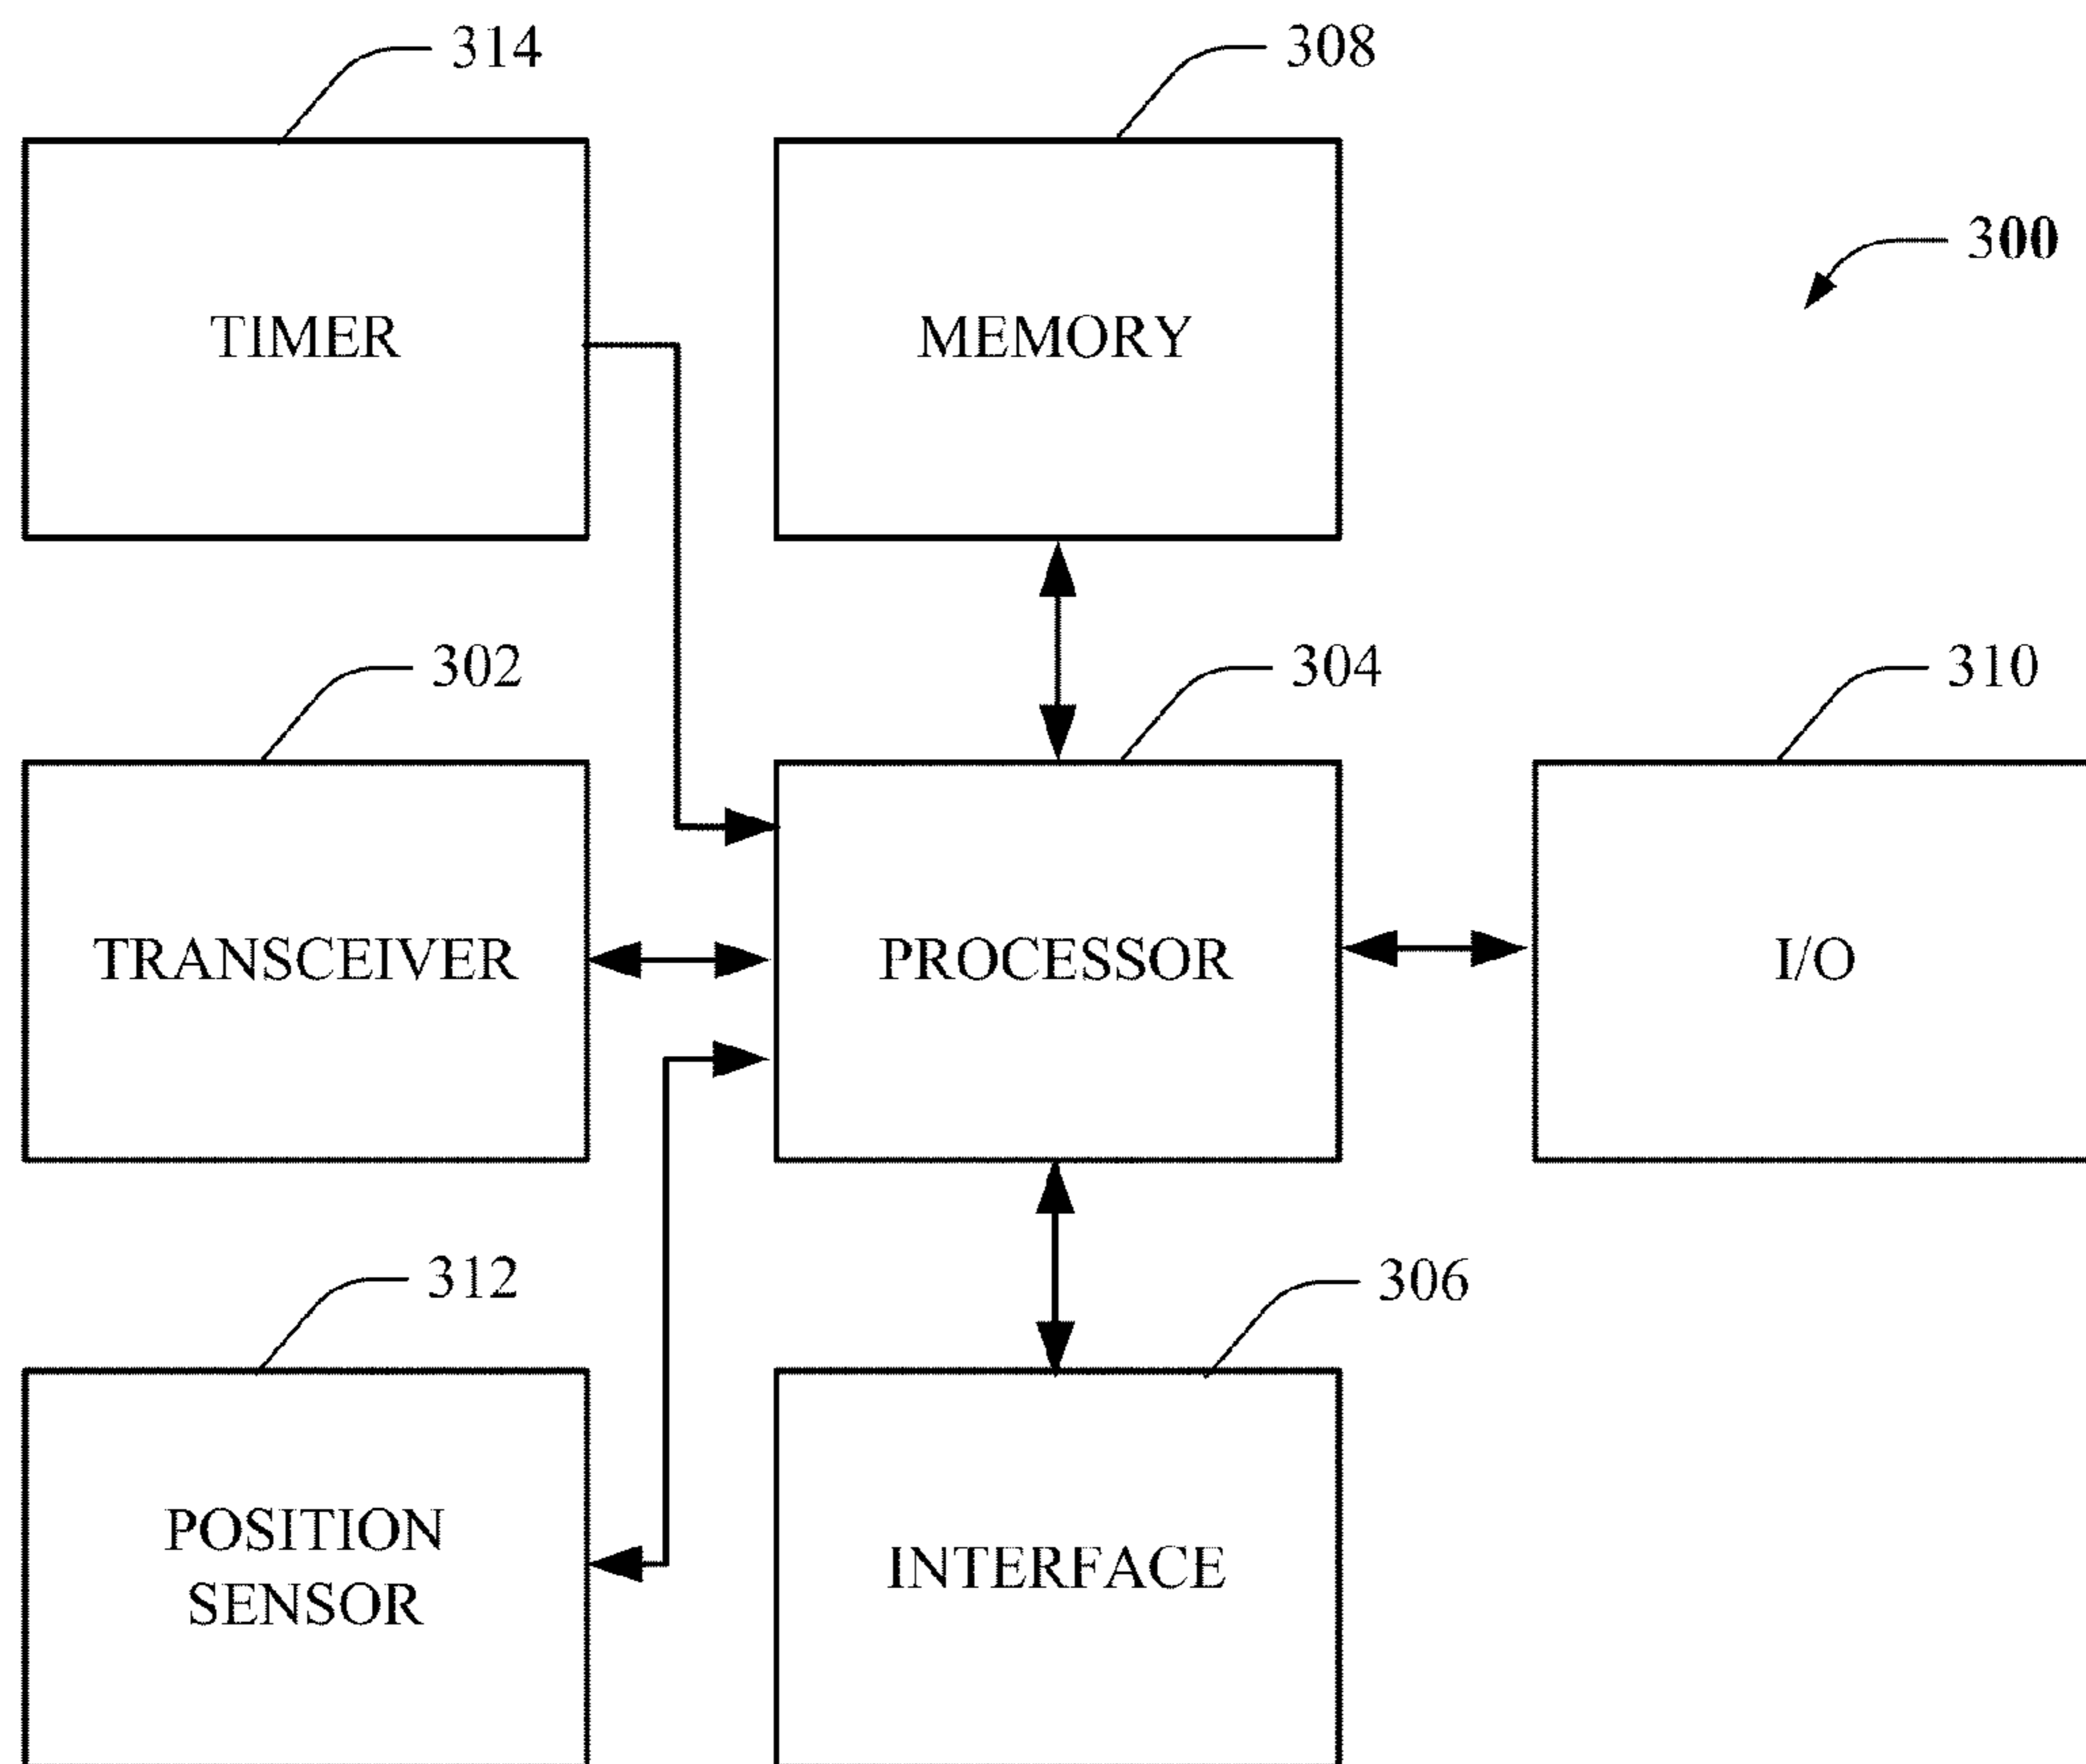 314
308
300
TIMER
MEMORY
302
304
310
TRANSCEIVER
PROCESSOR
I/O
312
306
POSITION
SENSOR
INTERFACE